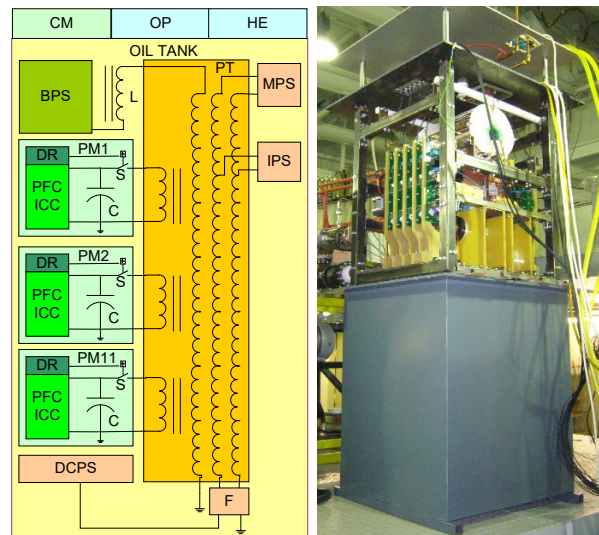 CM OP HE
OIL TANK
BPS
L
PT
MPS
IPS
DR
PM1
PFC
ICC
S
C
DR
PM2
PFC
ICC
S
C
DR
PM11
PFC
ICC
S
C
DCPS
F